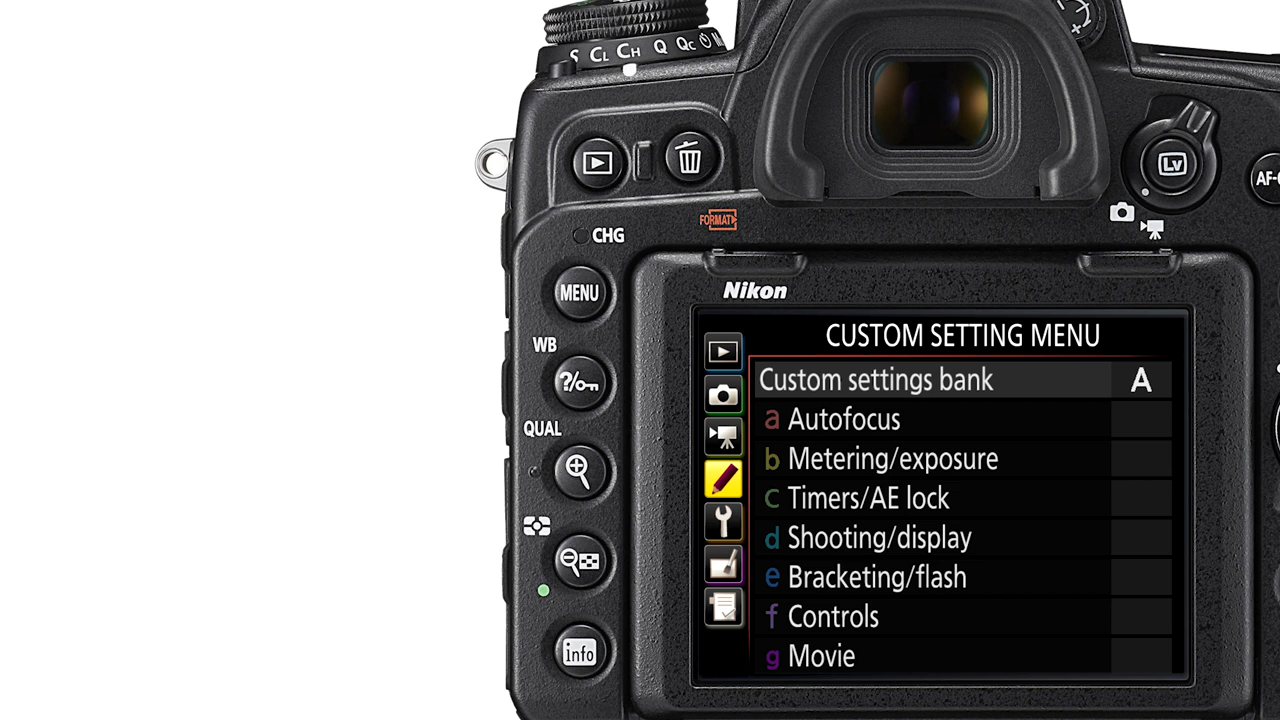 S CL CH Q Qc M
Lv
AF-
FORMAT
CHG
MENU
Nikon
WB
?
QUAL
info
CUSTOM SETTING MENU
Custom settings bank A
a Autofocus
b Metering/exposure
c Timers/AE lock
d Shooting/display
e Bracketing/flash
f Controls
g Movie